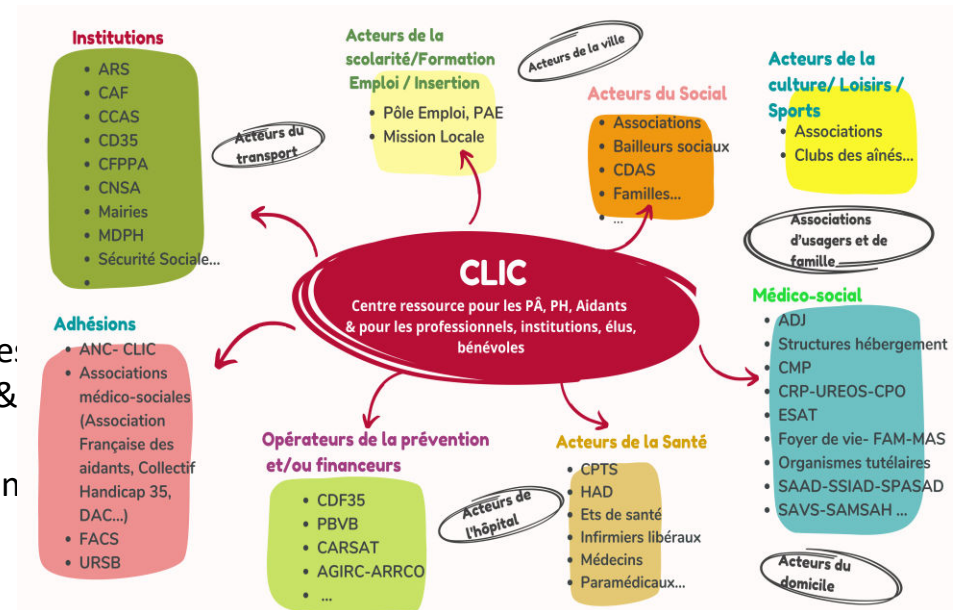 Institutions
• ARS
• CAF
• CCAS
• CD35
• CFPPA
• CNSA
• Mairies
• MDPH
• Sécurité Sociale...
•
Acteurs du
transport
Acteurs de la
scolarité/Formation
Emploi / Insertion
• Pôle Emploi, PAE
• Mission Locale
Acteurs de la ville
Acteurs du Social
• Associations
• Bailleurs sociaux
• CDAS
• Familles...
• ...
Acteurs de la
culture/ Loisirs /
Sports
• Associations
• Clubs des aînés...
Associations
d'usagers et de
famille
CLIC
Centre ressource pour les PÂ, PH, Aidants
& pour les professionnels, institutions, élus,
bénévoles
Adhésions
• ANC- CLIC
• Associations
médico-sociales
(Association
Française des
aidants, Collectif
Handicap 35,
DAC...)
• FACS
• URSB
Opérateurs de la prévention
et/ou financeurs
• CDF35
• PBVB
• CARSAT
• AGIRC-ARRCO
• ...
Acteurs de
l'hôpital
Acteurs de la Santé
• CPTS
• HAD
• Ets de santé
• Infirmiers libéraux
• Médecins
• Paramédicaux...
Médico-social
• ADJ
• Structures hébergement
• CMP
• CRP-UREOS-CPO
• ESAT
• Foyer de vie- FAM-MAS
• Organismes tutélaires
• SAAD-SSIAD-SPASAD
• SAVS-SAMSAH ...
Acteurs du
domicile
&